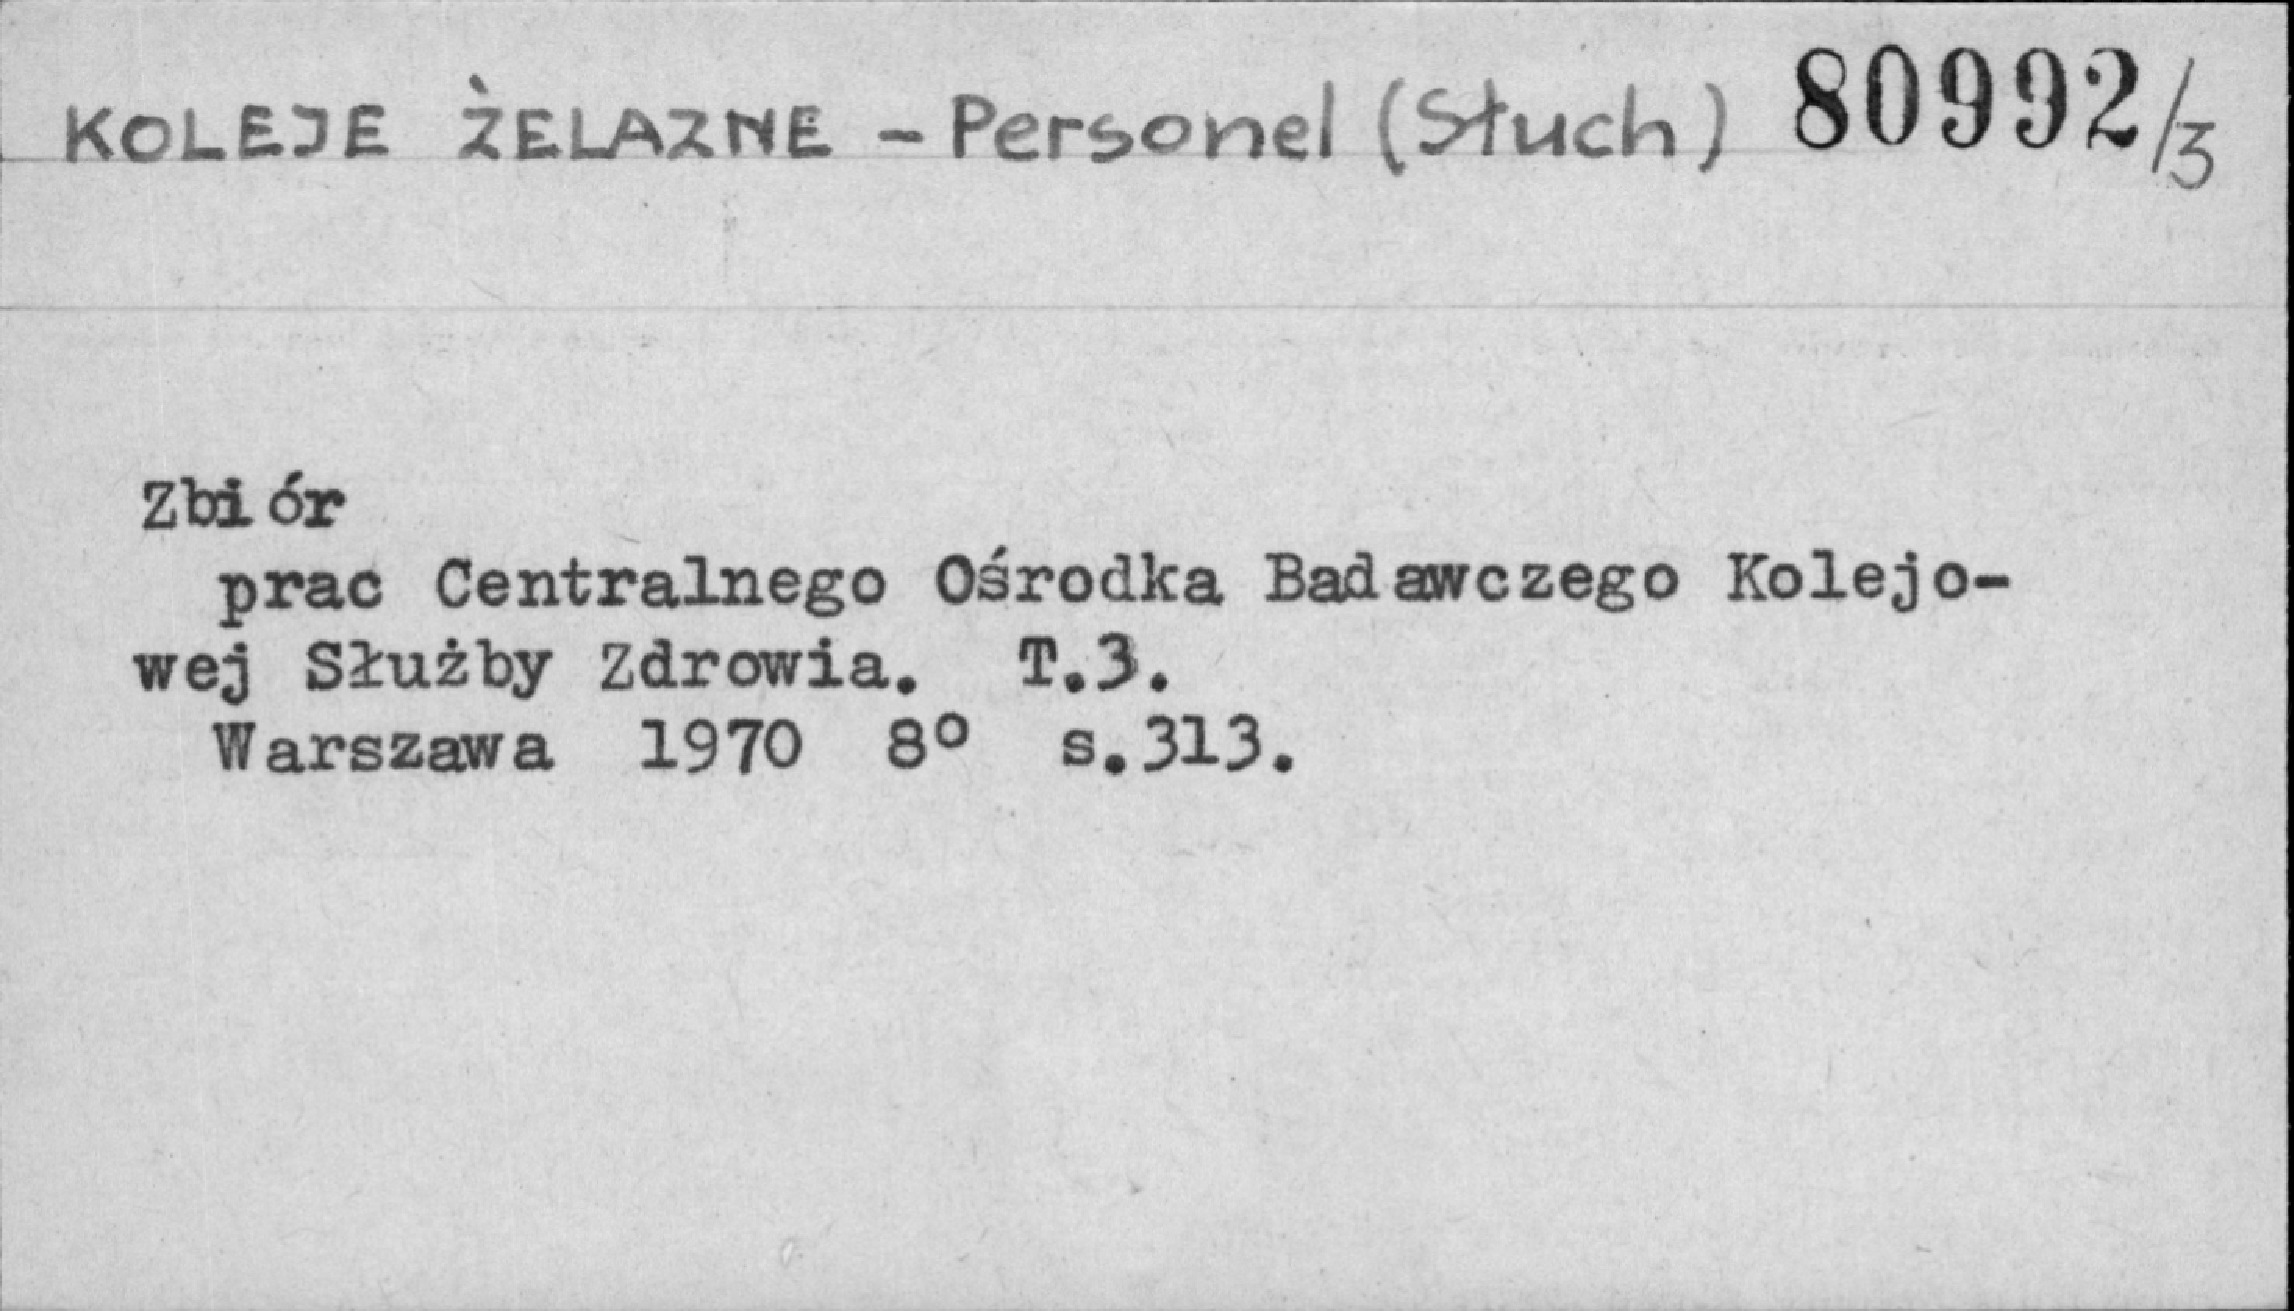 KOLEJE ŻELAZNE - Personel (Słuch) 80992/3
Zbiór
prac Centralnego Ośrodka Badawczego Kolejo-
wej Służby Zdrowia. T.3.
Warszawa 1970 8° s.313.